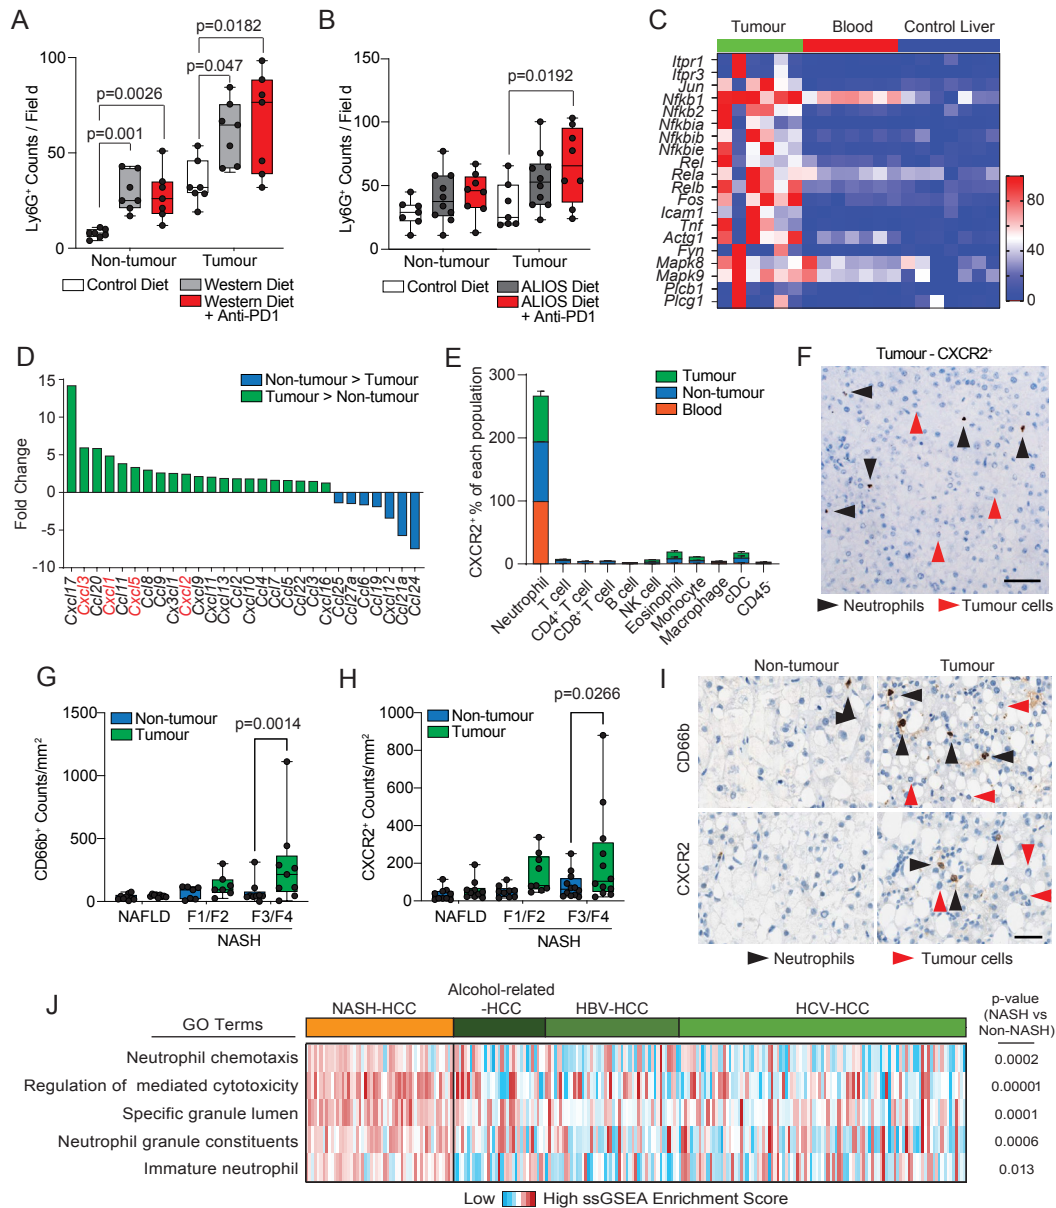 A
p=0.0182
p=0.047
p=0.0026
p=0.001
Ly6G⁺ Counts / Field
100
50
0
Non-tumour
Tumour
Control Diet
Western Diet
Western Diet
+ Anti-PD1
B
p=0.0192
Ly6G⁺ Counts / Field
150
100
50
0
Non-tumour
Tumour
Control Diet
ALIOS Diet
ALIOS Diet
+ Anti-PD1
C
Tumour
Blood
Control Liver
Itpr1
Itpr3
Jun
Nfkb1
Nfkb2
Nfkbia
Nfkbib
Nfkbie
Rel
Rela
Relb
Fos
Icam1
Tnf
Actg1
Fyn
Mapk8
Mapk9
Plcb1
Plcg1
80
60
40
20
0
D
Fold Change
15
10
5
0
-5
-10
Non-tumour > Tumour
Tumour > Non-tumour
Cxcl17
Cxcl3
Ccl20
Cxcl1
Ccl11
Cxcl5
Ccl8
Ccl9
Cx3cl1
Cxcl2
Cxcl9
Cxcl11
Cxcl13
Ccl2
Cxcl10
Ccl4
Ccl7
Ccl5
Ccl22
Ccl3
Cxcl16
Ccl25
Ccl27a
Ccl6
Ccl19
Cxcl12
Ccl21a
Ccl24
E
CXCR2⁺ % of each population
300
200
100
0
Tumour
Non-tumour
Blood
Neutrophil
T cell
CD4⁺ T cell
CD8⁺ T cell
B cell
NK cell
Eosinophil
Monocyte
Macrophage
cDC
CD45⁻
F
Tumour - CXCR2⁺
Neutrophils
Tumour cells
G
Non-tumour
Tumour
p=0.0014
CD66b⁺ Counts/mm²
1500
1000
500
0
NAFLD
F1/F2
F3/F4
NASH
H
p=0.0266
Non-tumour
Tumour
CXCR2⁺ Counts/mm²
1000
800
600
400
200
0
NAFLD
F1/F2
F3/F4
NASH
I
Non-tumour
Tumour
CD66b
CXCR2
Neutrophils
Tumour cells
J
GO Terms
NASH-HCC
Alcohol-related
-HCC
HBV-HCC
HCV-HCC
p-value
(NASH vs
Non-NASH)
Neutrophil chemotaxis
0.0002
Regulation of mediated cytotoxicity
0.00001
Specific granule lumen
0.0001
Neutrophil granule constituents
0.0006
Immature neutrophil
0.013
Low
High ssGSEA Enrichment Score